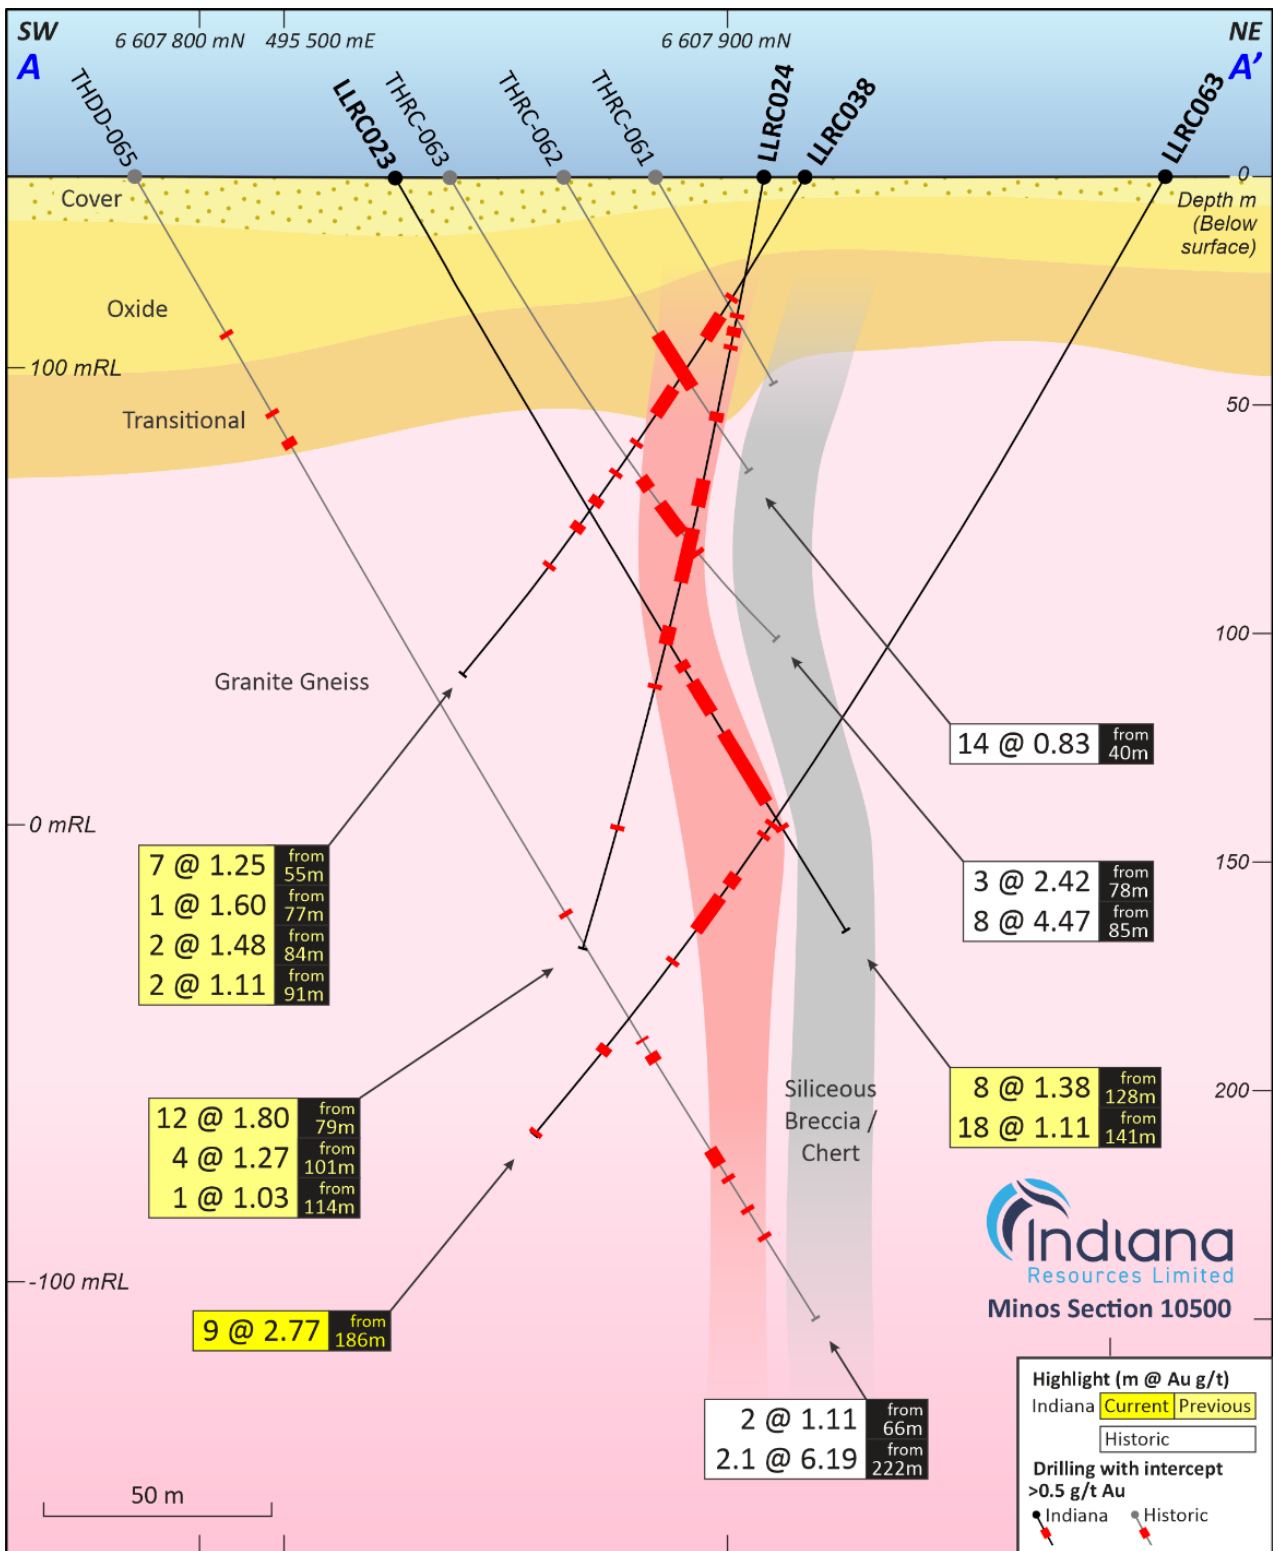 SW
NE
6 607 800 mN
495 500 mE
6 607 900 mN
A
A’
THDD-065
LLRC023
THRC-063
THRC-062
THRC-061
LLRC024
LLRC038
LLRC063
0
Cover
Depth m
(Below
surface)
Oxide
100 mRL
50
Transitional
100
Granite Gneiss
14 @ 0.83 from 40m
0 mRL
150
7 @ 1.25 from 55m
1 @ 1.60 from 77m
2 @ 1.48 from 84m
2 @ 1.11 from 91m
3 @ 2.42 from 78m
8 @ 4.47 from 85m
8 @ 1.38 from 128m
18 @ 1.11 from 141m
200
Siliceous
Breccia /
Chert
12 @ 1.80 from 79m
4 @ 1.27 from 101m
1 @ 1.03 from 114m
Indiana
Resources Limited
-100 mRL
Minos Section 10500
9 @ 2.77 from 186m
2 @ 1.11 from 66m
2.1 @ 6.19 from 222m
Highlight (m @ Au g/t)
Indiana Current Previous
Historic
Drilling with intercept
>0.5 g/t Au
Indiana Historic
50 m